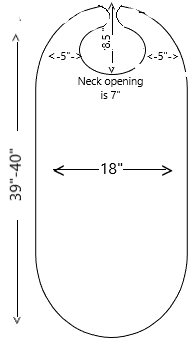 8.5"
<-5"->
<-5"->
Neck opening
is 7"
18"
39"-40"